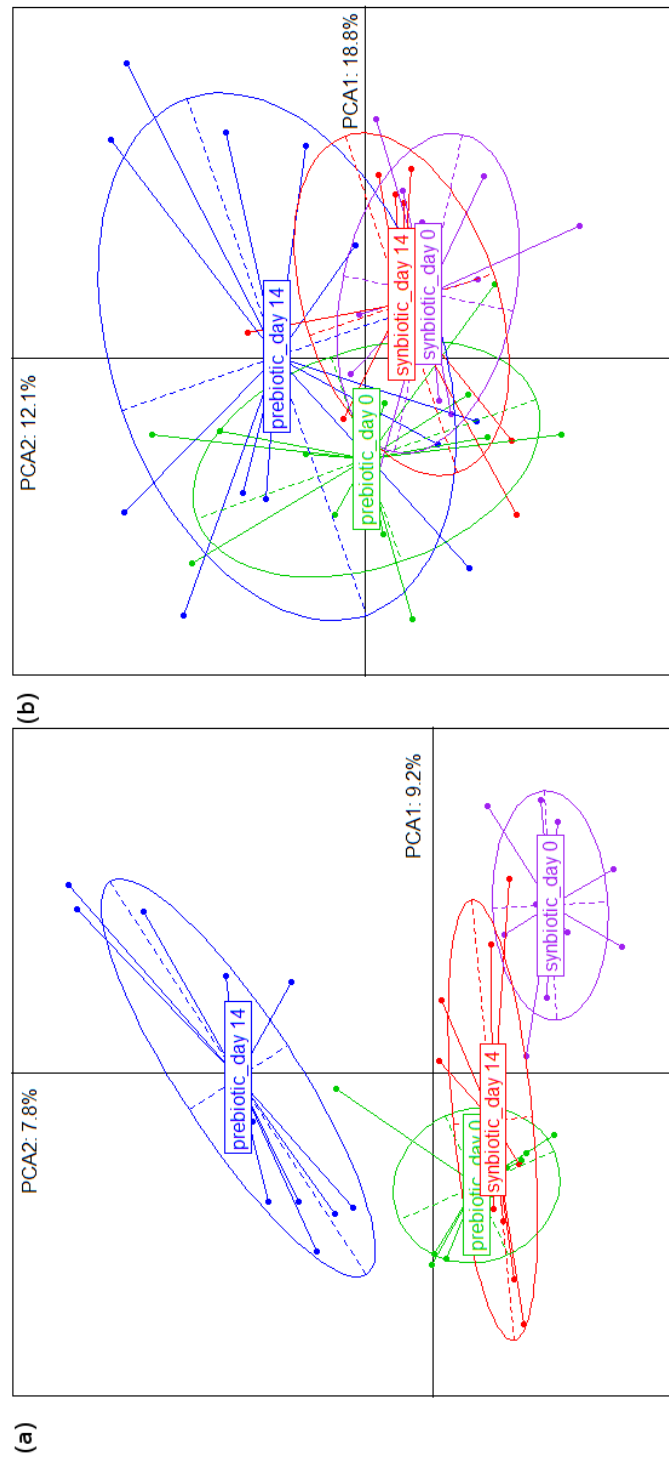 (a)
PCA2: 7.8%
PCA1: 9.2%
prebiotic_day 14
prebiotic_day 0
synbiotic_day 14
synbiotic_day 0
(b)
PCA2: 12.1%
PCA1: 18.8%
prebiotic_day 14
prebiotic_day 0
synbiotic_day 14
synbiotic_day 0